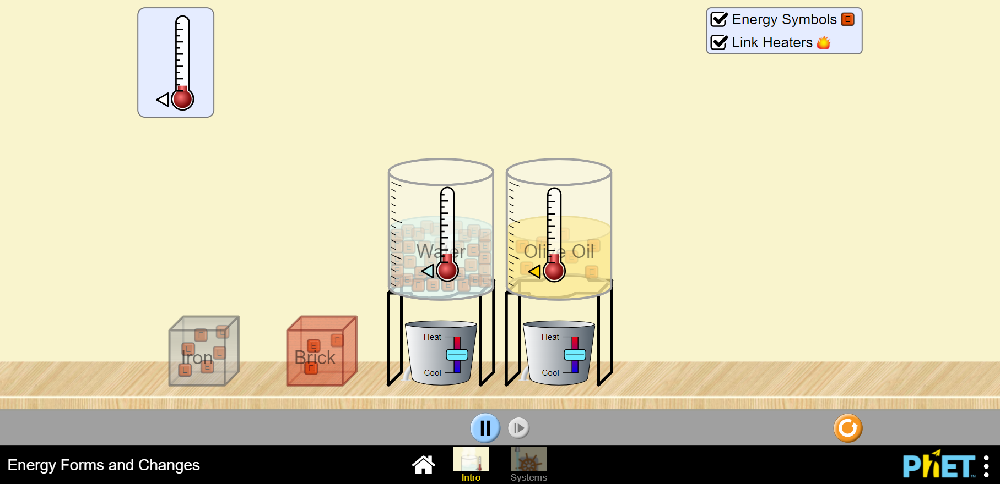 Energy Symbols E
Link Heaters
Water
Olive Oil
Iron
Brick
Heat
Cool
Heat
Cool
Energy Forms and Changes
Intro
Systems
PhET